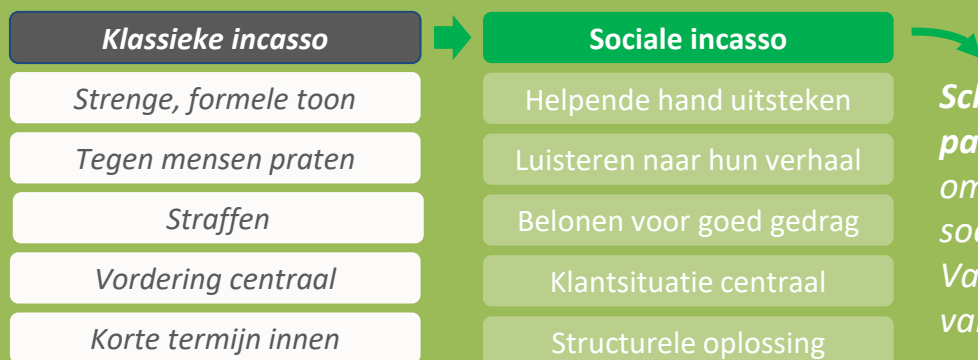 Klassieke incasso
Strenge, formele toon
Tegen mensen praten
Straffen
Vordering centraal
Korte termijn innen
Sociale incasso
Helpende hand uitsteken
Luisteren naar hun verhaal
Belonen voor goed gedrag
Klantsituatie centraal
Structurele oplossing